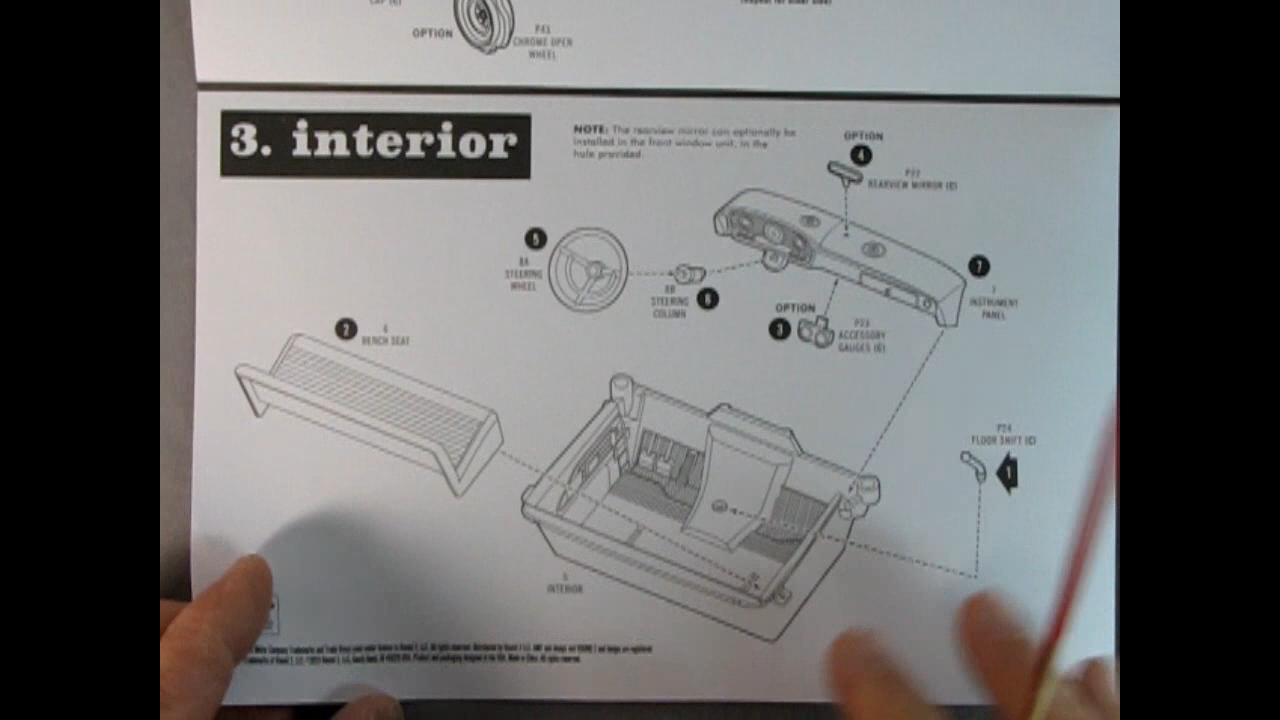 OPTION
P41
CHROME OPEN
WHEEL
3. interior
NOTE: The rearview mirror can optionally be
installed in the front window unit, in the
hole provided.
OPTION
4
P22
REARVIEW MIRROR (C)
5
8A
STEERING
WHEEL
8B
STEERING
COLUMN
6
7
7
INSTRUMENT
PANEL
OPTION
3
P23
ACCESSORY
GAUGES (C)
2
6
BENCH SEAT
P24
FLOOR SHIFT (C)
1
5
INTERIOR